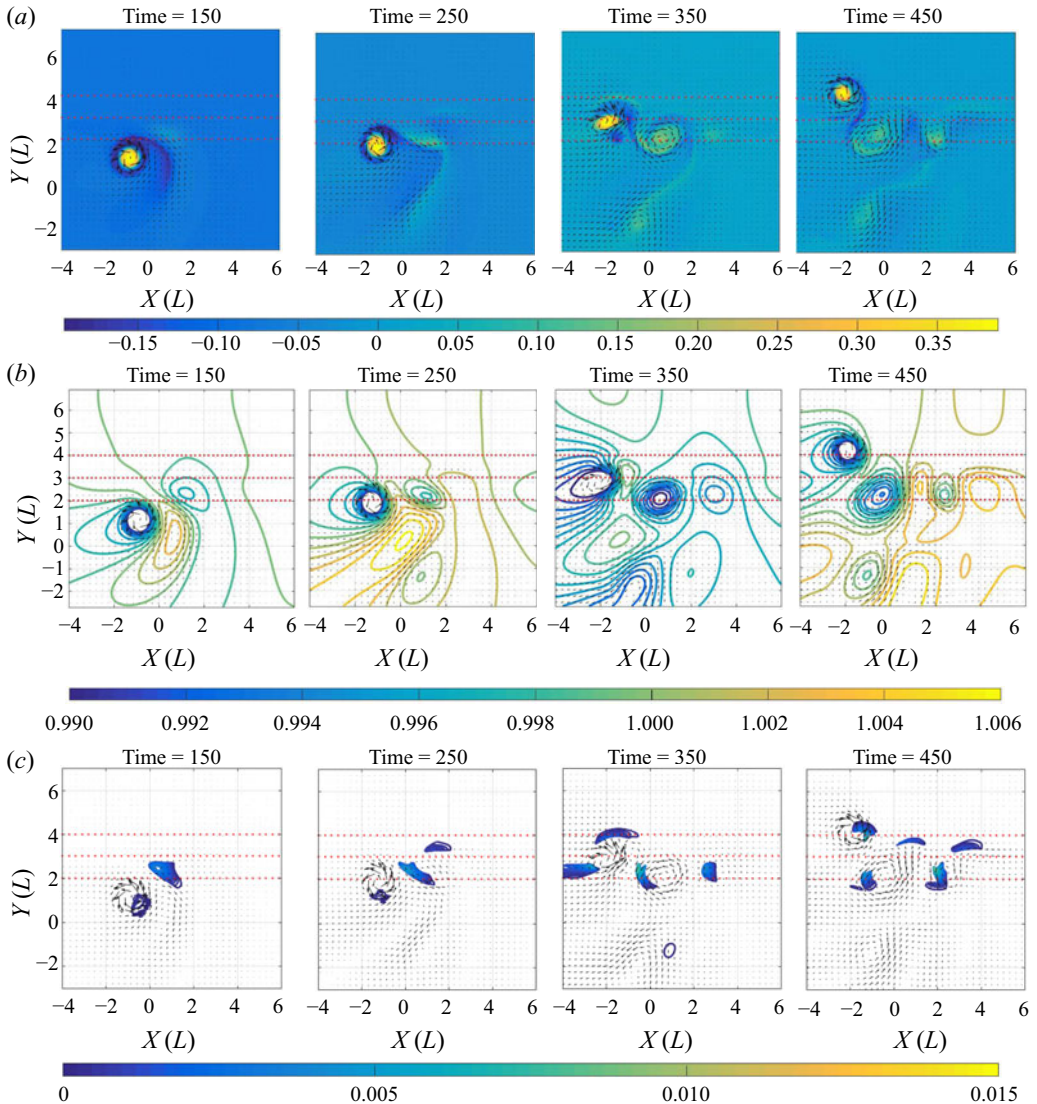 (a)
Time = 150 Time = 250 Time = 350 Time = 450
6
4
2
0
−2
Y (L)
−4 −2 0 2 4 6 −4 −2 0 2 4 6 −4 −2 0 2 4 6 −4 −2 0 2 4 6
X (L) X (L) X (L) X (L)
−0.15 −0.10 −0.05 0 0.05 0.10 0.15 0.20 0.25 0.30 0.35
(b)
Time = 150 Time = 250 Time = 350 Time = 450
6
5
4
3
2
1
0
−1
−2
Y (L)
−4 −2 0 2 4 6 −4 −2 0 2 4 6 −4 −2 0 2 4 6 −4 −2 0 2 4 6
X (L) X (L) X (L) X (L)
0.990 0.992 0.994 0.996 0.998 1.000 1.002 1.004 1.006
(c)
Time = 150 Time = 250 Time = 350 Time = 450
6
4
2
0
−2
Y (L)
−4 −2 0 2 4 6 −4 −2 0 2 4 6 −4 −2 0 2 4 6 −4 −2 0 2 4 6
X (L) X (L) X (L) X (L)
0 0.005 0.010 0.015